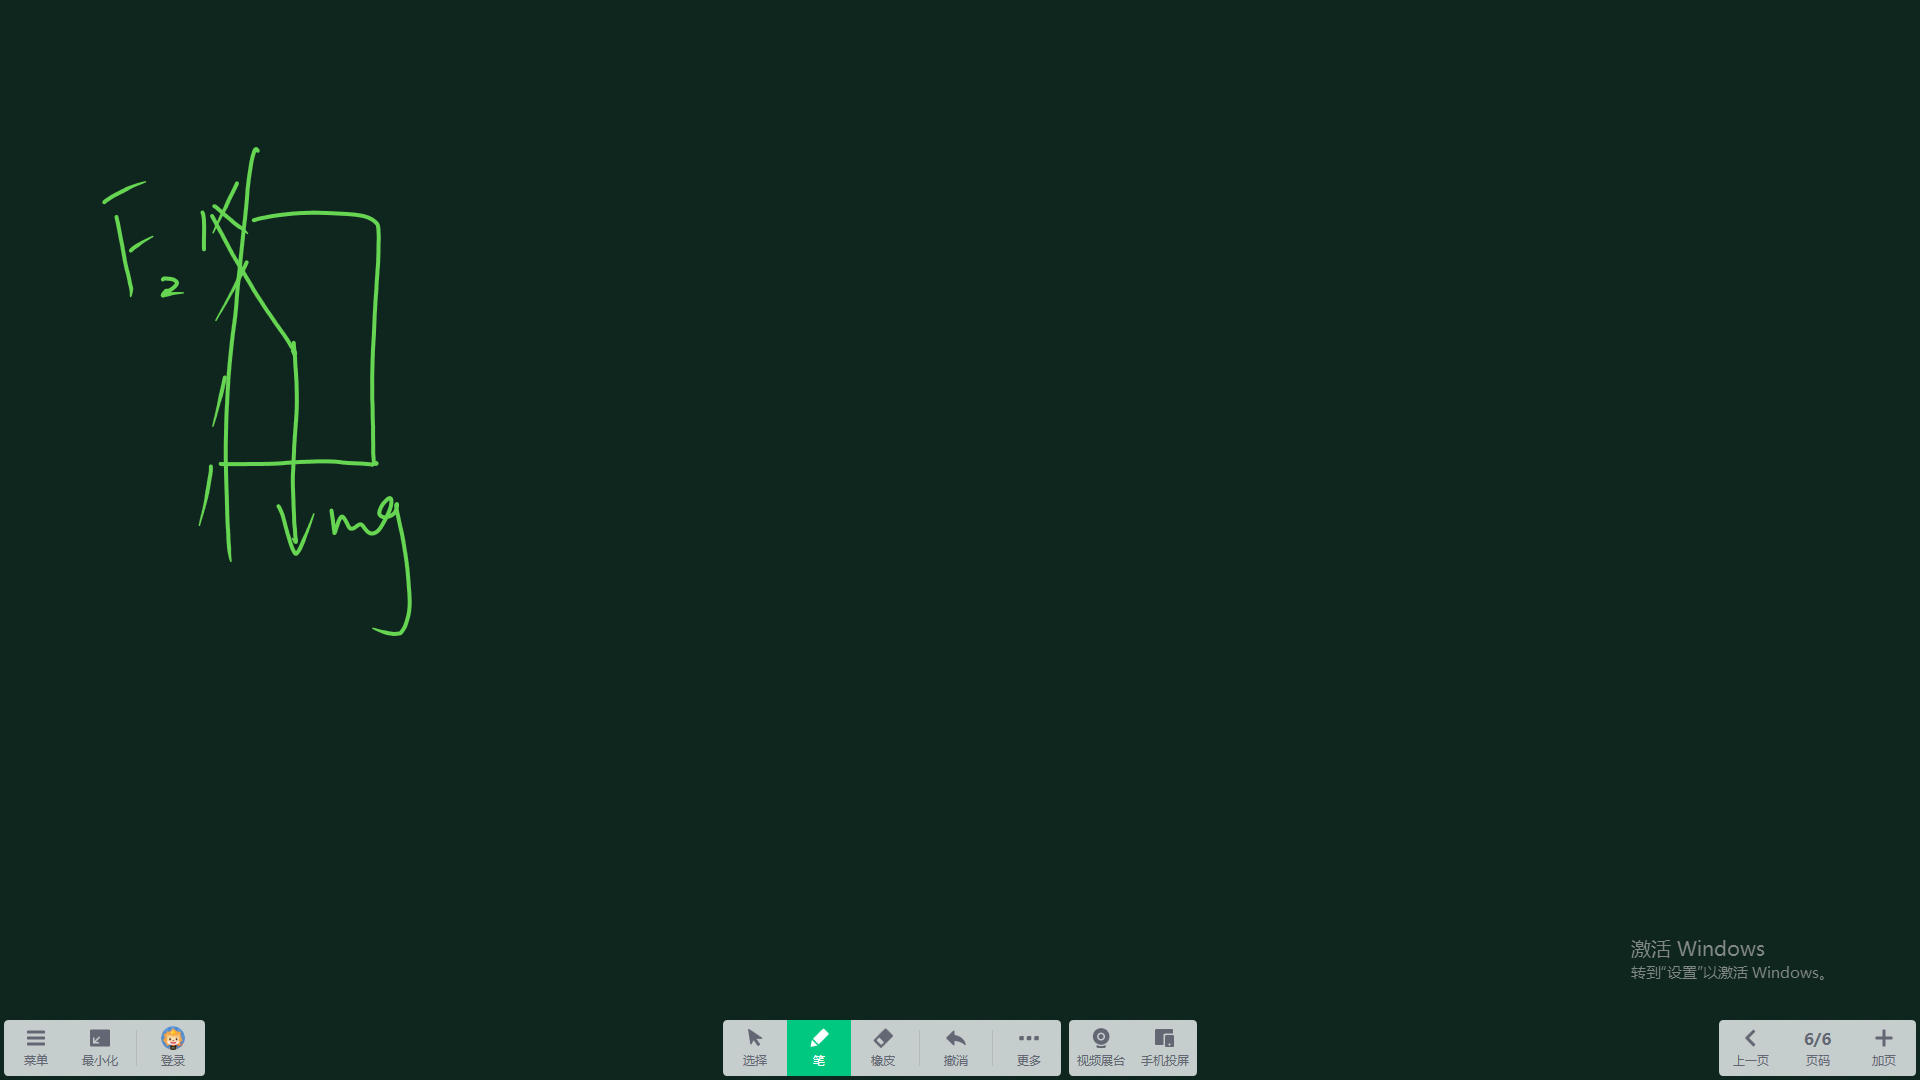 F₂
mg
激活 Windows
转到“设置”以激活 Windows。
菜单 最小化 登录 选择 笔 橡皮 撤消 更多 视频展台 手机投屏 上一页 6/6 页码 加页